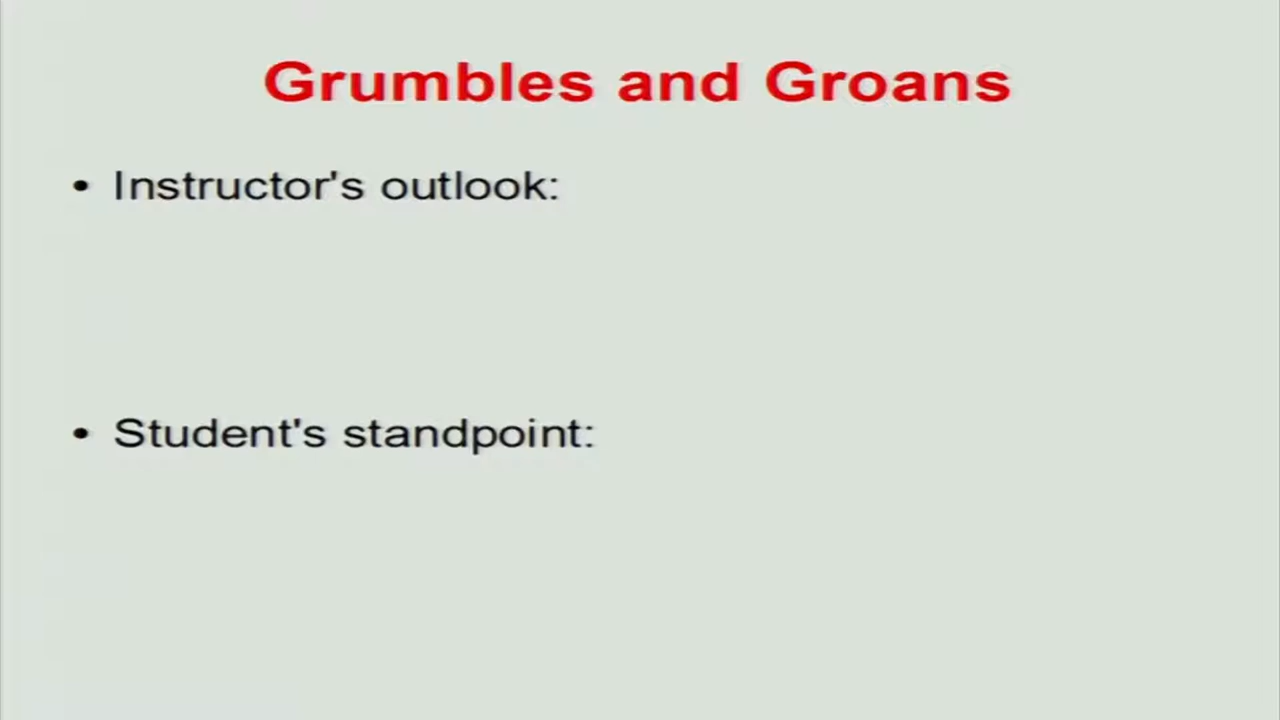 Grumbles and Groans
• Instructor's outlook:
• Student's standpoint: